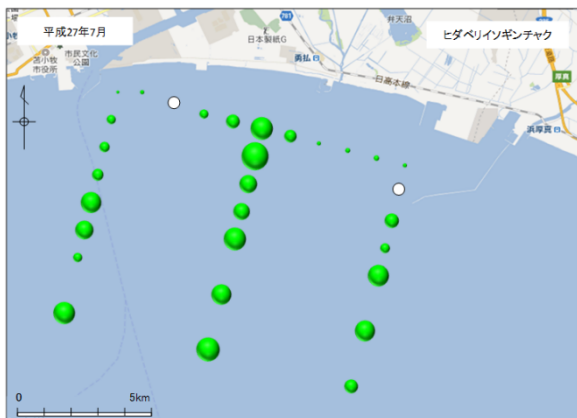 平成27年7月
ヒダベリイソギンチャク
弁天沼
日本製紙G
勇払
苫小牧
市役所
市民文化
公園
日高本線
厚真
浜厚真
0
5km